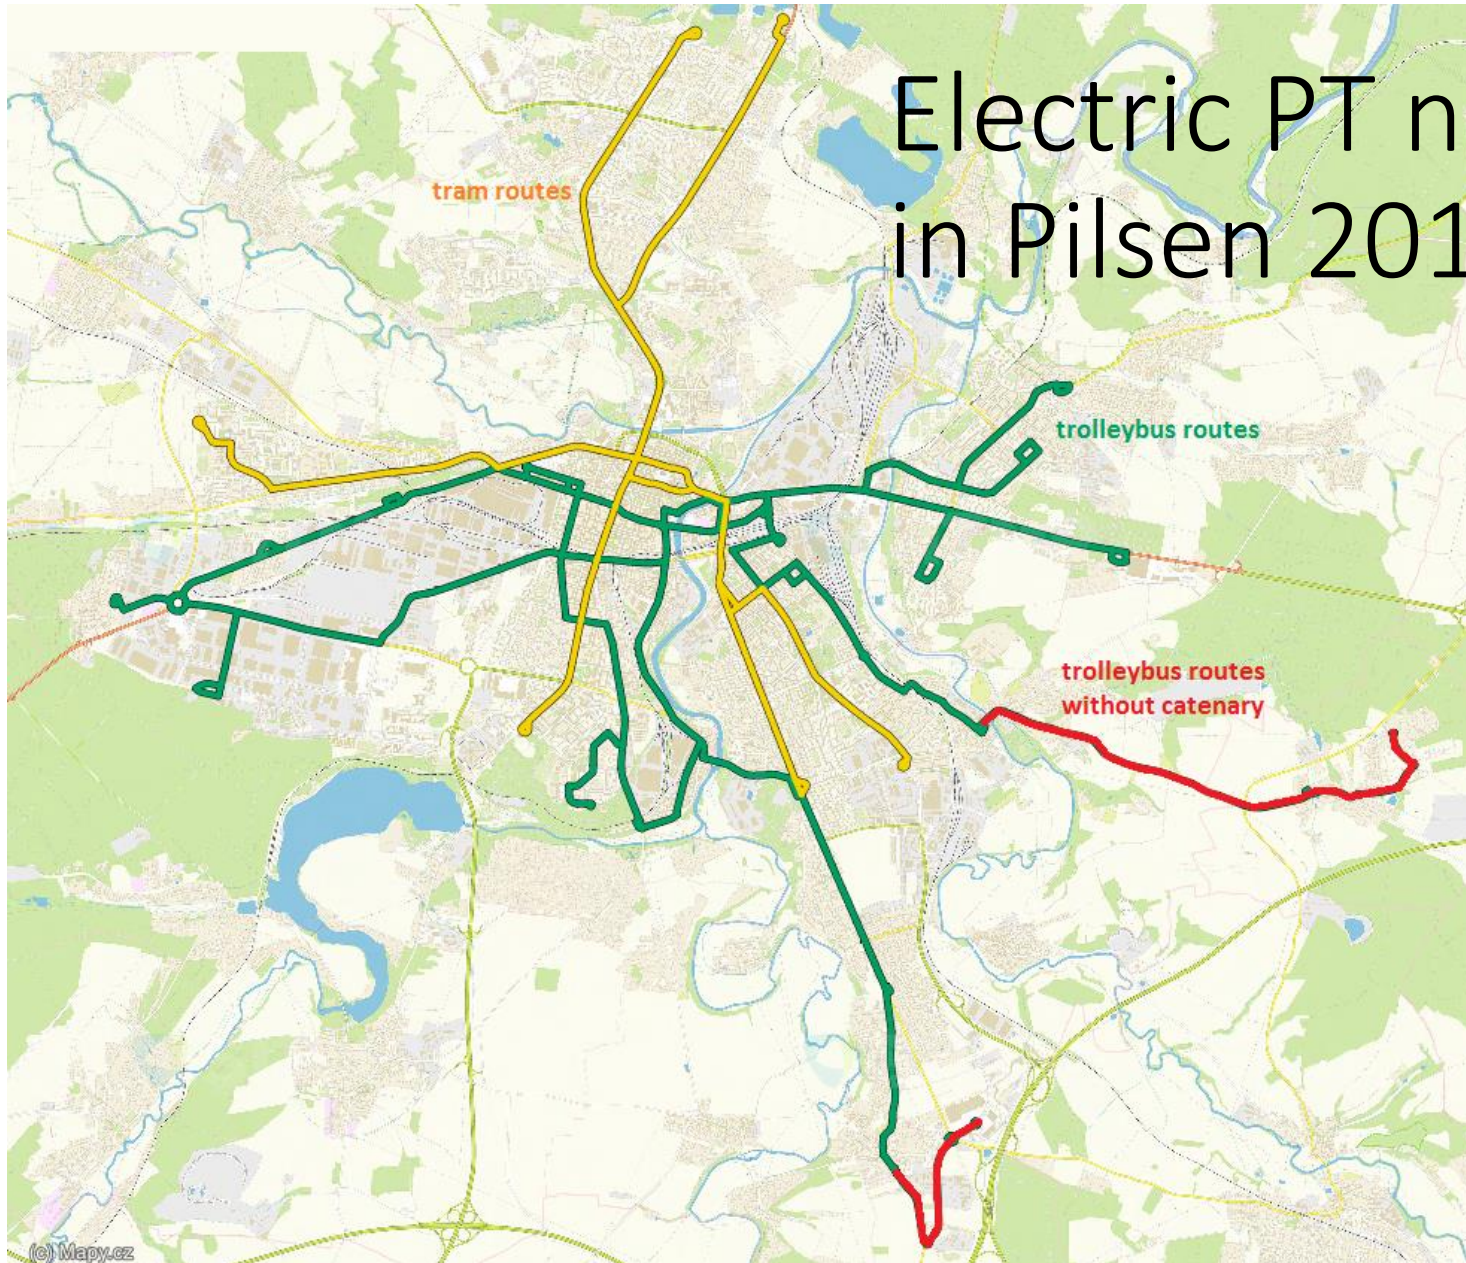 Electric PT n
in Pilsen 201
tram routes
trolleybus routes
trolleybus routes
without catenary
(c) Mapy.cz